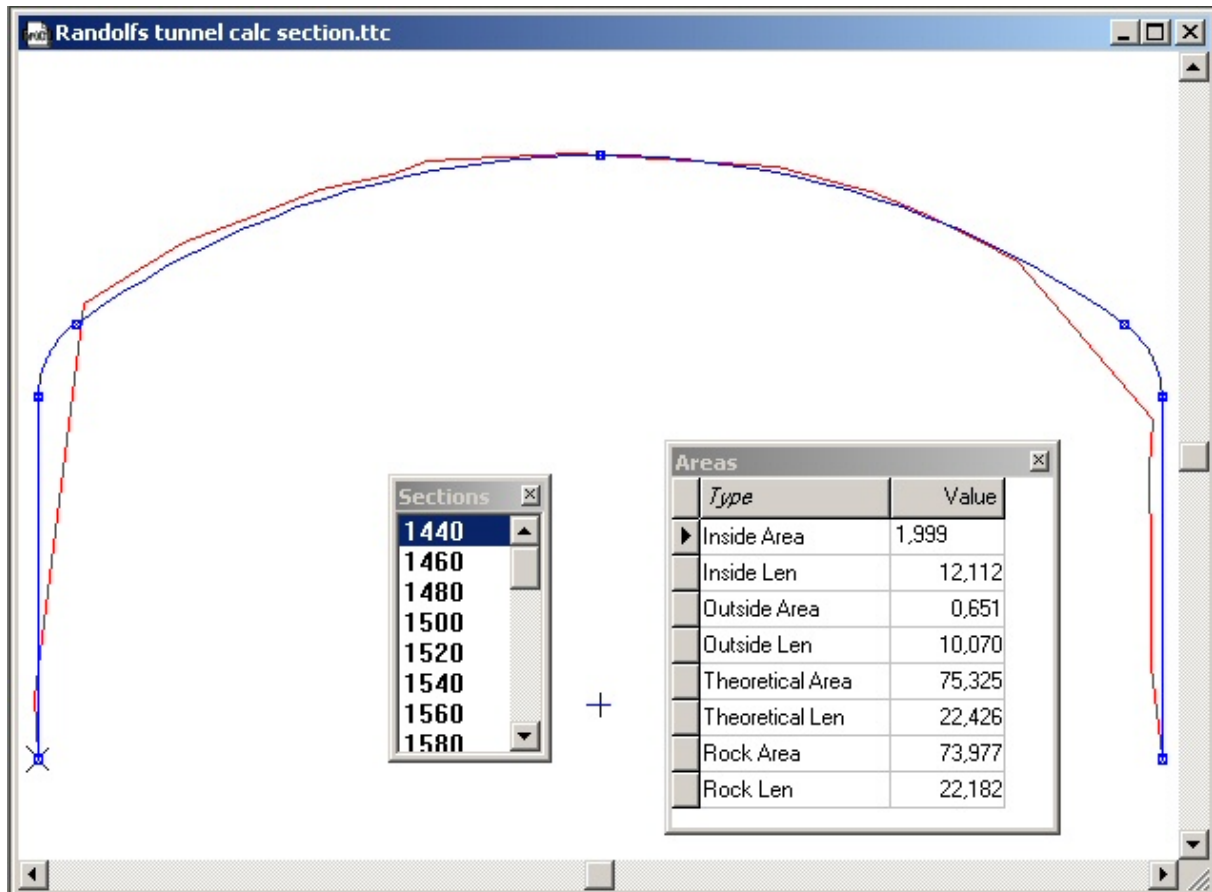 Randolfs tunnel calc section.ttc
Sections
1440
1460
1480
1500
1520
1540
1560
1580
Areas
Type Value
Inside Area 1,999
Inside Len 12,112
Outside Area 0,651
Outside Len 10,070
Theoretical Area 75,325
Theoretical Len 22,426
Rock Area 73,977
Rock Len 22,182